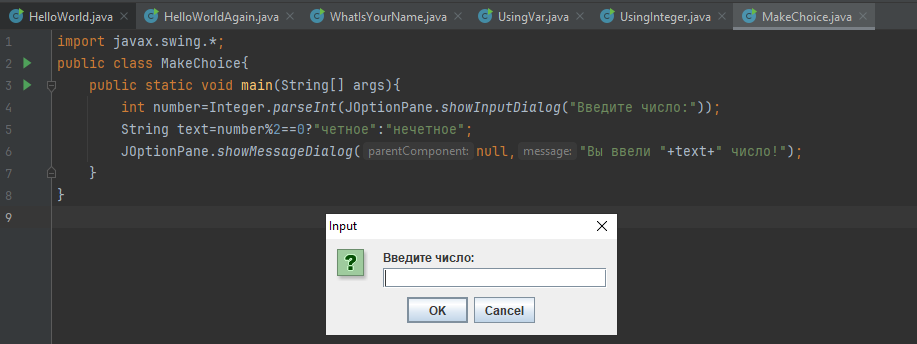 HelloWorld.java HelloWorldAgain.java WhatIsYourName.java UsingVar.java UsingInteger.java MakeChoice.java
1 import javax.swing.*;
2 public class MakeChoice{
3 public static void main(String[] args){
4 int number=Integer.parseInt(JOptionPane.showInputDialog("Введите число:"));
5 String text=number%2==0?"четное":"нечетное";
6 JOptionPane.showMessageDialog( parentComponent: null, message: "Вы ввели "+text+" число!");
7 }
8 }
9
Input
Введите число:
OK Cancel